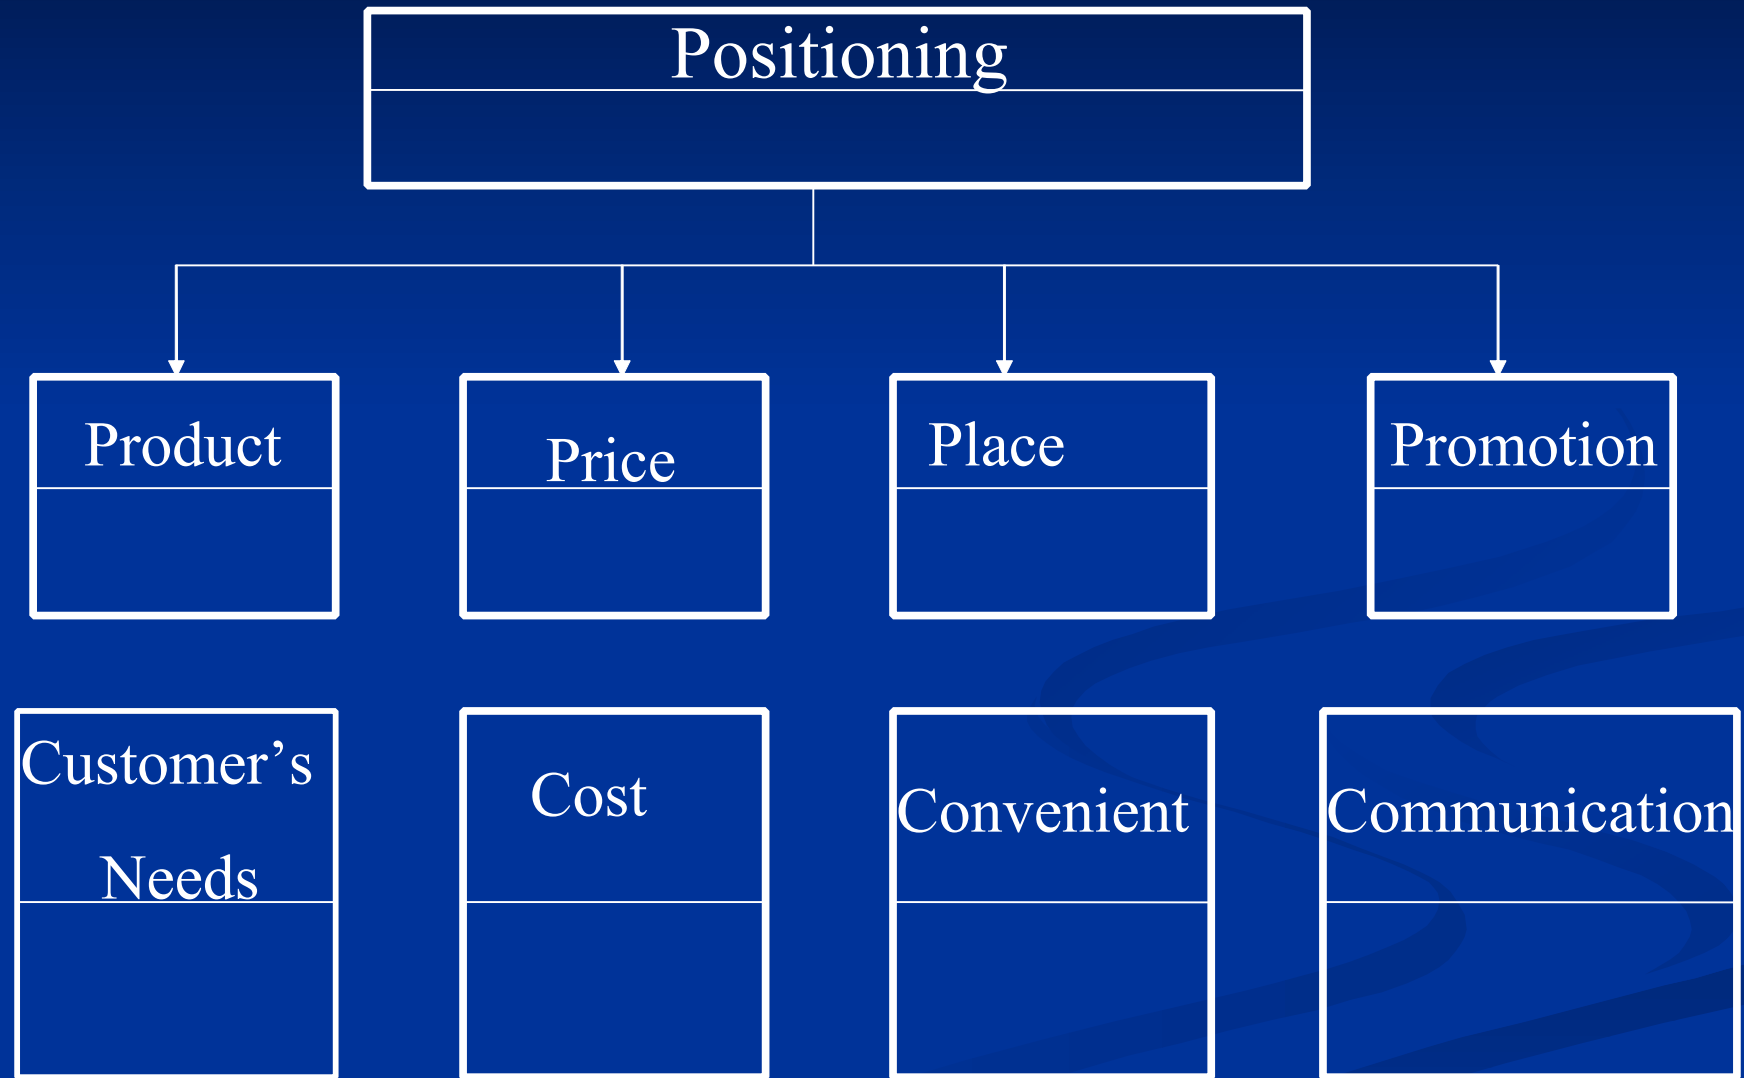 Positioning
Product
Price
Place
Promotion
Customer’s
Needs
Cost
Convenient
Communication